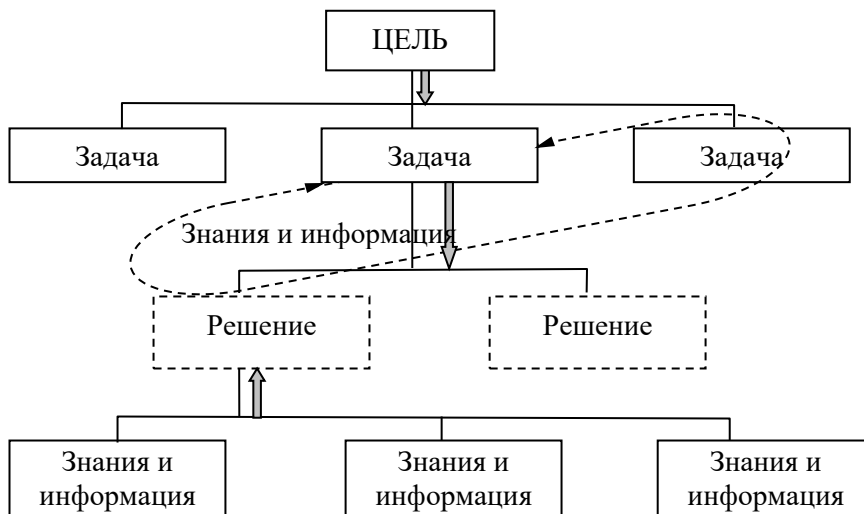 ЦЕЛЬ
Задача
Задача
Задача
Знания и информация
Решение
Решение
Знания и
информация
Знания и
информация
Знания и
информация